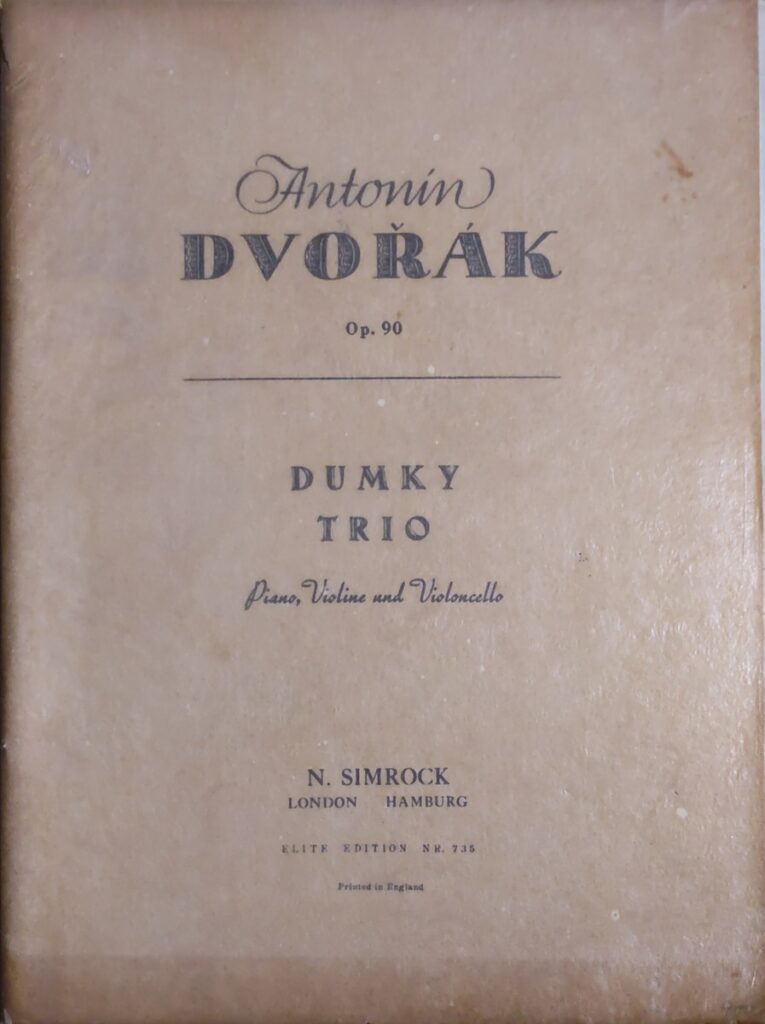 Antonín
DVOŘÁK
Op. 90
DUMKY
TRIO
Piano, Violine und Violoncello
N. SIMROCK
LONDON HAMBURG
ELITE EDITION NR. 735
Printed in England